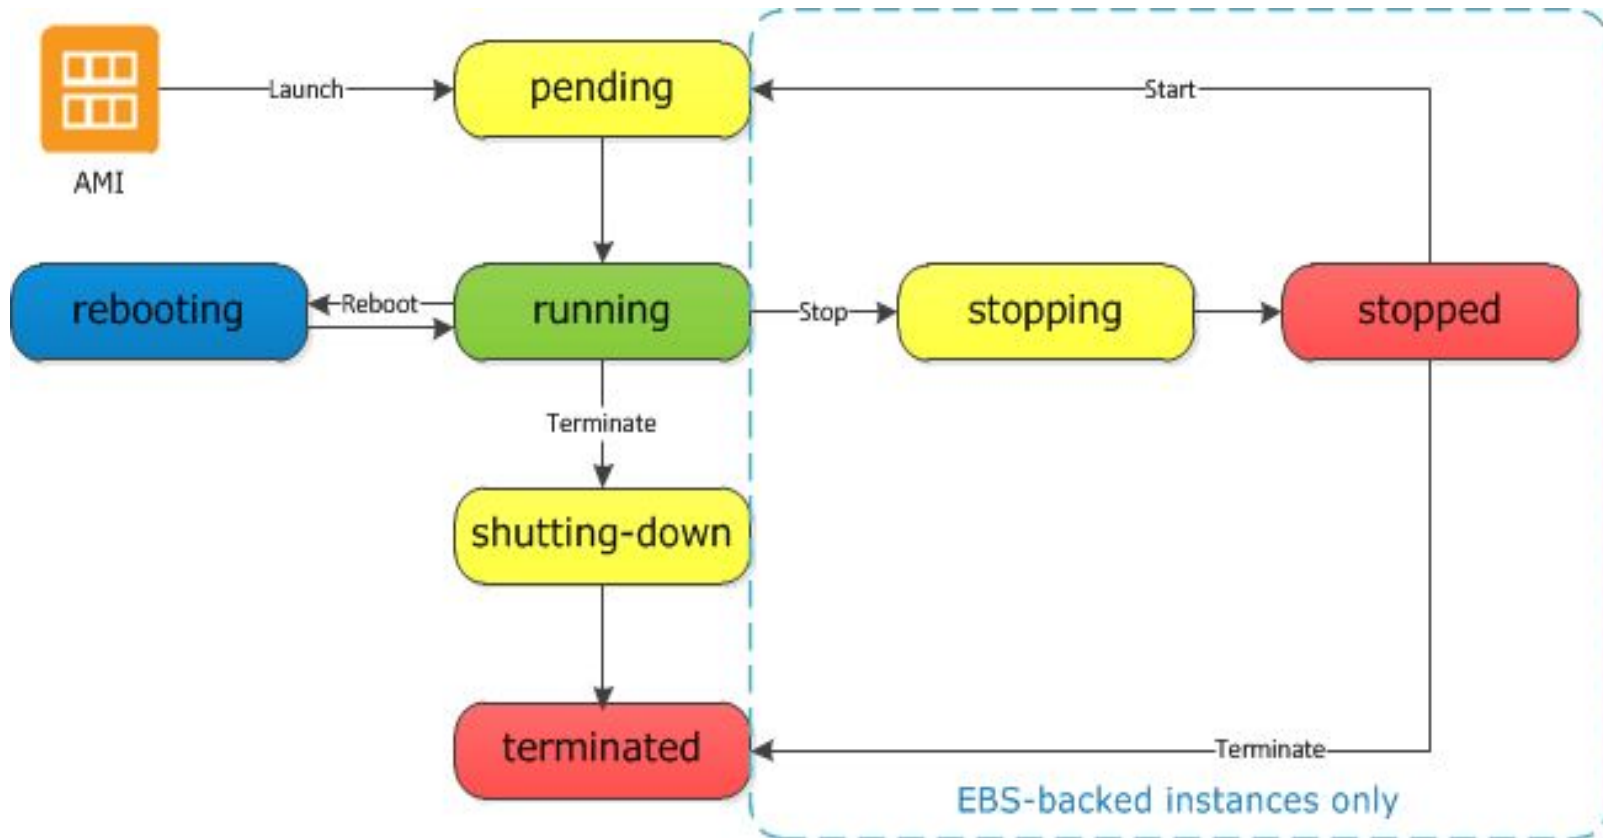 Launch
pending
Start
AMI
rebooting
Reboot
running
Stop
stopping
stopped
Terminate
shutting-down
terminated
Terminate
EBS-backed instances only